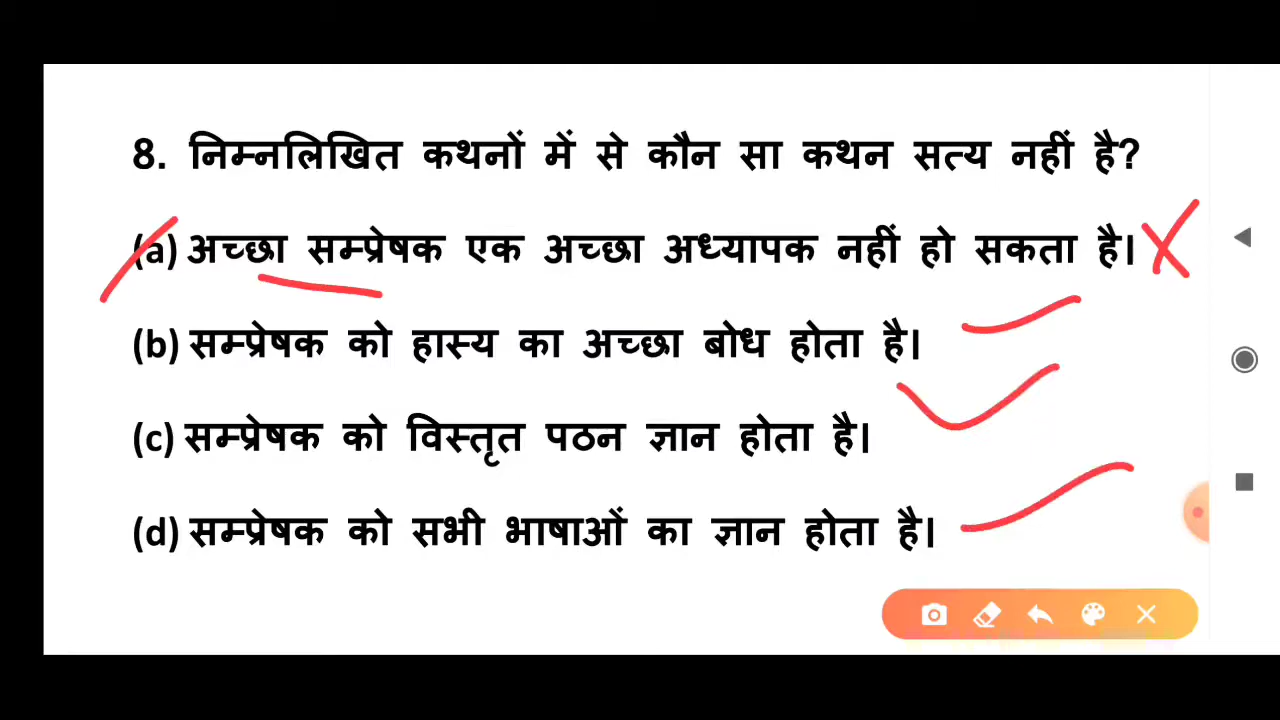 8. निम्नलिखित कथनों में से कौन सा कथन सत्य नहीं है?
(a) अच्छा सम्प्रेषक एक अच्छा अध्यापक नहीं हो सकता है।
(b) सम्प्रेषक को हास्य का अच्छा बोध होता है।
(c) सम्प्रेषक को विस्तृत पठन ज्ञान होता है।
(d) सम्प्रेषक को सभी भाषाओं का ज्ञान होता है।